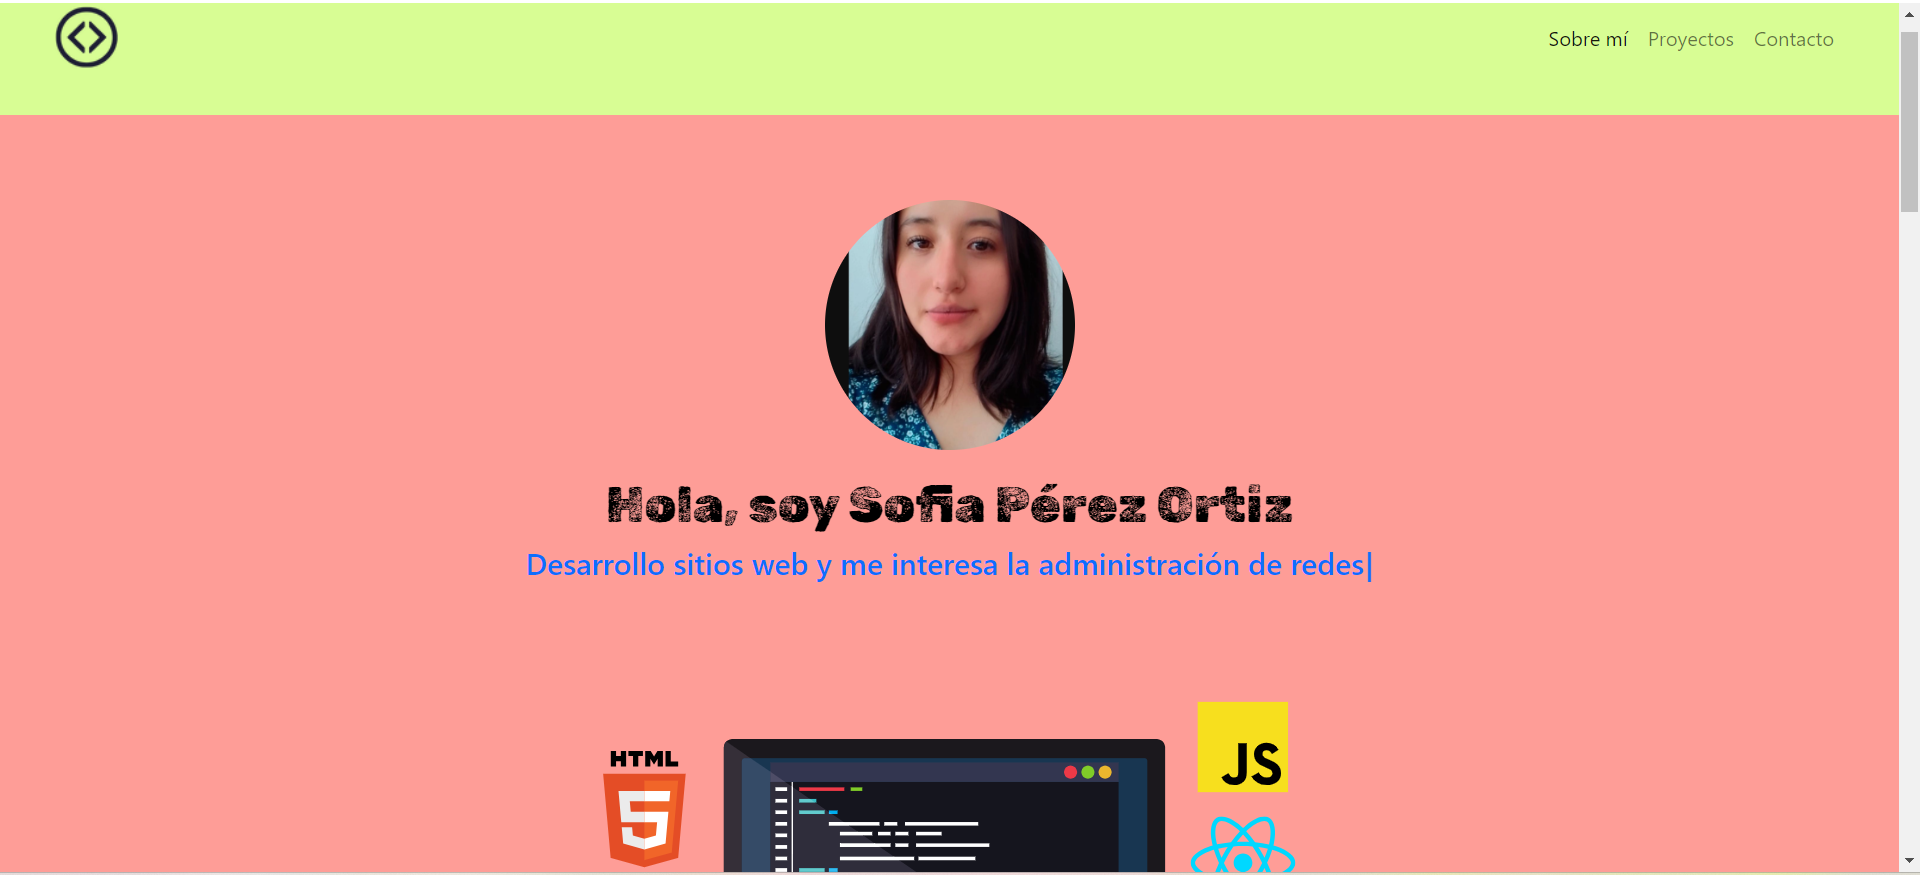 Sobre mí Proyectos Contacto
Hola, soy Sofia Pérez Ortiz
Desarrollo sitios web y me interesa la administración de redes|
JS
HTML
5